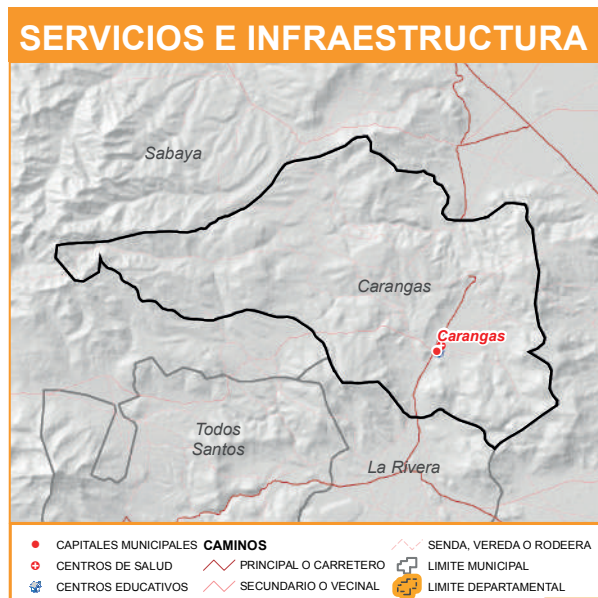 SERVICIOS E INFRAESTRUCTURA
Sabaya
Carangas
Carangas
Todos
Santos
La Rivera
CAPITALES MUNICIPALES
CENTROS DE SALUD
CENTROS EDUCATIVOS
CAMINOS
PRINCIPAL O CARRETERO
SECUNDARIO O VECINAL
SENDA, VEREDA O RODEERA
LIMITE MUNICIPAL
LIMITE DEPARTAMENTAL